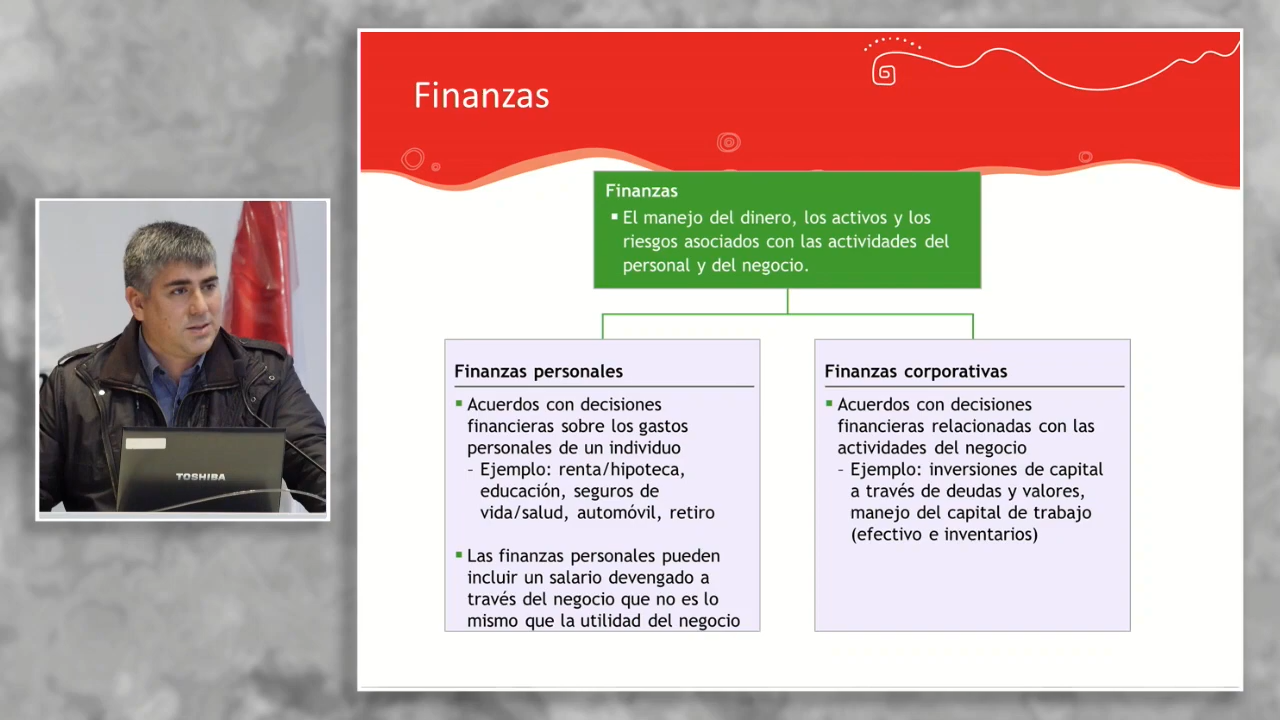 Finanzas
Finanzas
▪ El manejo del dinero, los activos y los
riesgos asociados con las actividades del
personal y del negocio.
Finanzas personales
▪ Acuerdos con decisiones
financieras sobre los gastos
personales de un individuo
- Ejemplo: renta/hipoteca,
educación, seguros de
vida/salud, automóvil, retiro
▪ Las finanzas personales pueden
incluir un salario devengado a
través del negocio que no es lo
mismo que la utilidad del negocio
Finanzas corporativas
▪ Acuerdos con decisiones
financieras relacionadas con las
actividades del negocio
- Ejemplo: inversiones de capital
a través de deudas y valores,
manejo del capital de trabajo
(efectivo e inventarios)
TOSHIBA